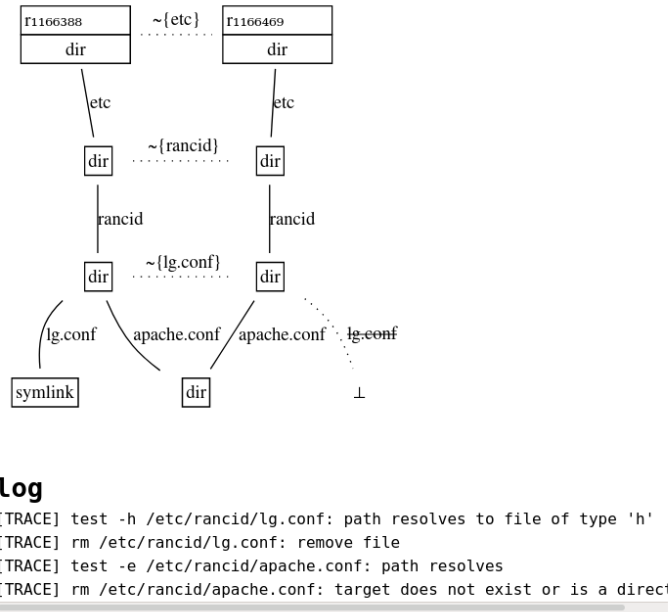 r1166388 ~{etc} r1166469
dir dir
etc etc
~{rancid}
dir dir
rancid rancid
~{lg.conf}
dir dir
lg.conf apache.conf apache.conf lg.conf
symlink dir ⊥
log
[TRACE] test -h /etc/rancid/lg.conf: path resolves to file of type 'h'
[TRACE] rm /etc/rancid/lg.conf: remove file
[TRACE] test -e /etc/rancid/apache.conf: path resolves
[TRACE] rm /etc/rancid/apache.conf: target does not exist or is a direc